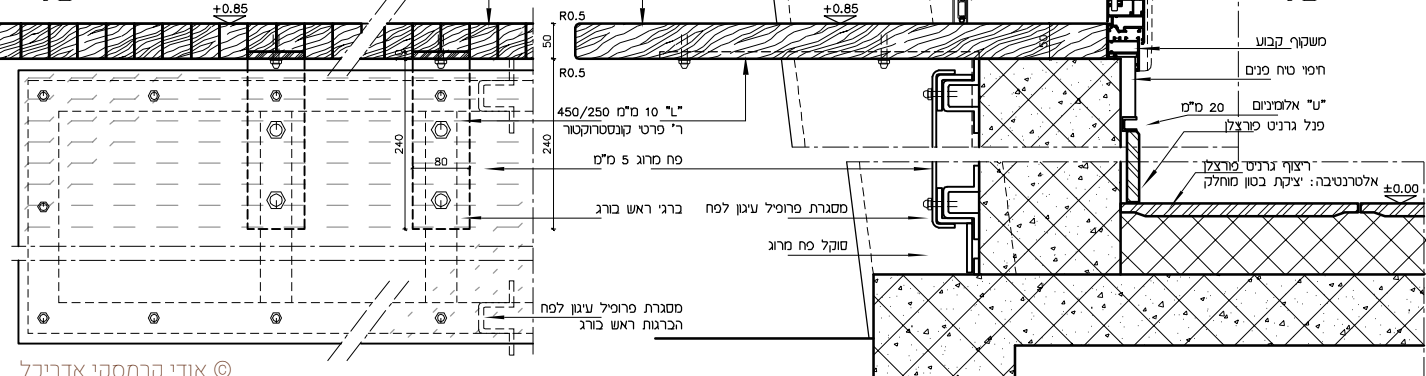 +0.85
+0.85
R0.5
50
R0.5
50
"L" 10 מ"מ 450/250
ר' פרטי קונסטרוקטור
240
240
80
פח מרוג 5 מ"מ
ברגי ראש בורג
מסגרת פרופיל עיגון לפח
סוקל פח מרוג
מסגרת פרופיל עיגון לפח
הברגות ראש בורג
משקוף קבוע
חיפוי טיח פנים
"U" אלומיניום 20 מ"מ
פנל גרניט פורצלן
ריצוף גרניט פורצלן
אלטרנטיבה: יציקת בטון מוחלק
±0.00
© אודי קרמסקי אדריכל